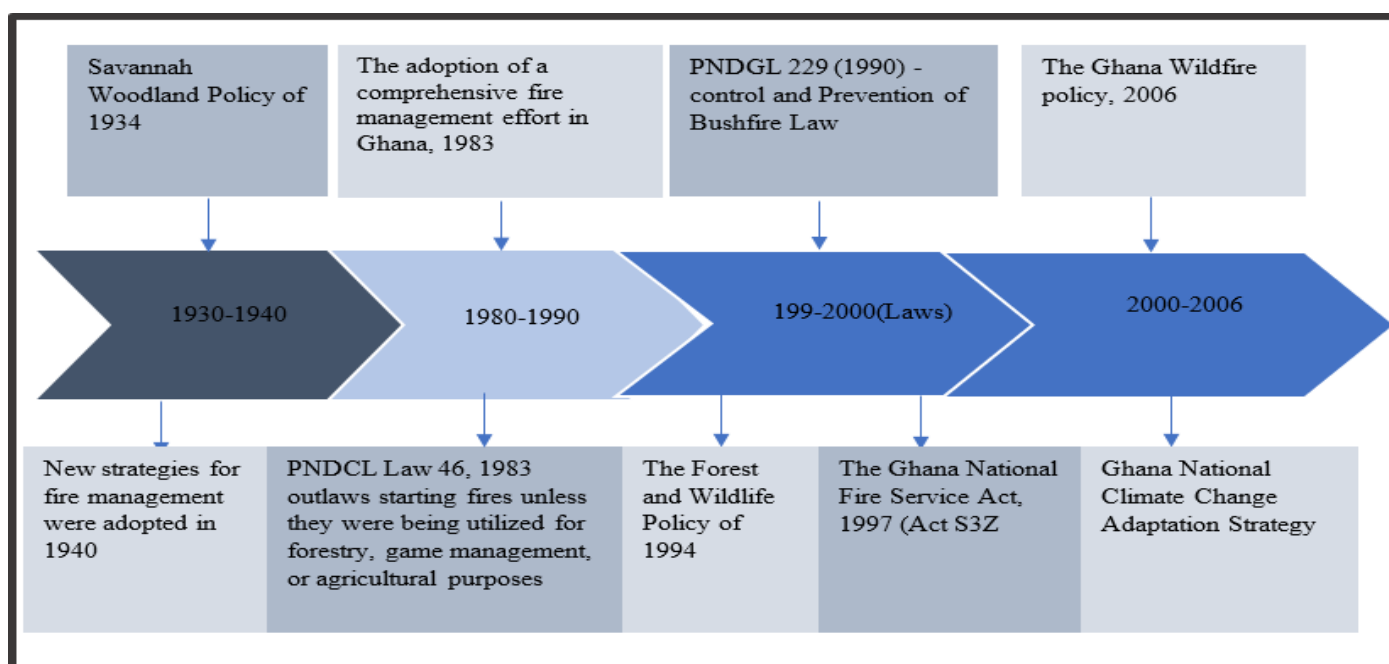 Savannah
Woodland Policy of
1934
The adoption of a
comprehensive fire
management effort in
Ghana, 1983
PNDGL 229 (1990) -
control and Prevention of
Bushfire Law
The Ghana Wildfire
policy, 2006
1930-1940
1980-1990
199-2000(Laws)
2000-2006
New strategies for
fire management
were adopted in
1940
PNDCL Law 46, 1983
outlaws starting fires unless
they were being utilized for
forestry, game management,
or agricultural purposes
The Forest
and Wildlife
Policy of
1994
The Ghana National
Fire Service Act,
1997 (Act S3Z
Ghana National
Climate Change
Adaptation Strategy